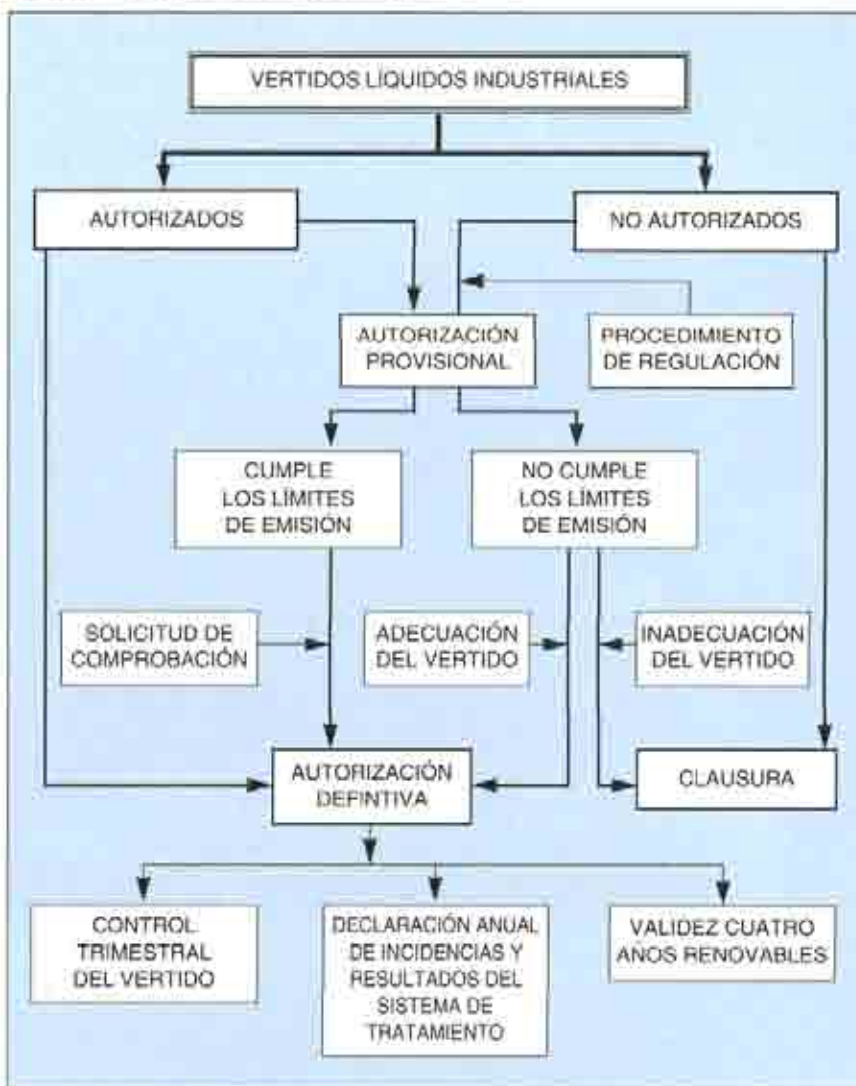 VERTIDOS LÍQUIDOS INDUSTRIALES
AUTORIZADOS
NO AUTORIZADOS
AUTORIZACIÓN
PROVISIONAL
PROCEDIMIENTO
DE REGULACIÓN
CUMPLE
LOS LÍMITES
DE EMISIÓN
NO CUMPLE
LOS LÍMITES
DE EMISIÓN
SOLICITUD DE
COMPROBACIÓN
ADECUACIÓN
DEL VERTIDO
INADECUACIÓN
DEL VERTIDO
AUTORIZACIÓN
DEFINTIVA
CLAUSURA
CONTROL
TRIMESTRAL
DEL VERTIDO
DECLARACIÓN ANUAL
DE INCIDENCIAS Y
RESULTADOS DEL
SISTEMA DE
TRATAMIENTO
VALIDEZ CUATRO
AÑOS RENOVABLES